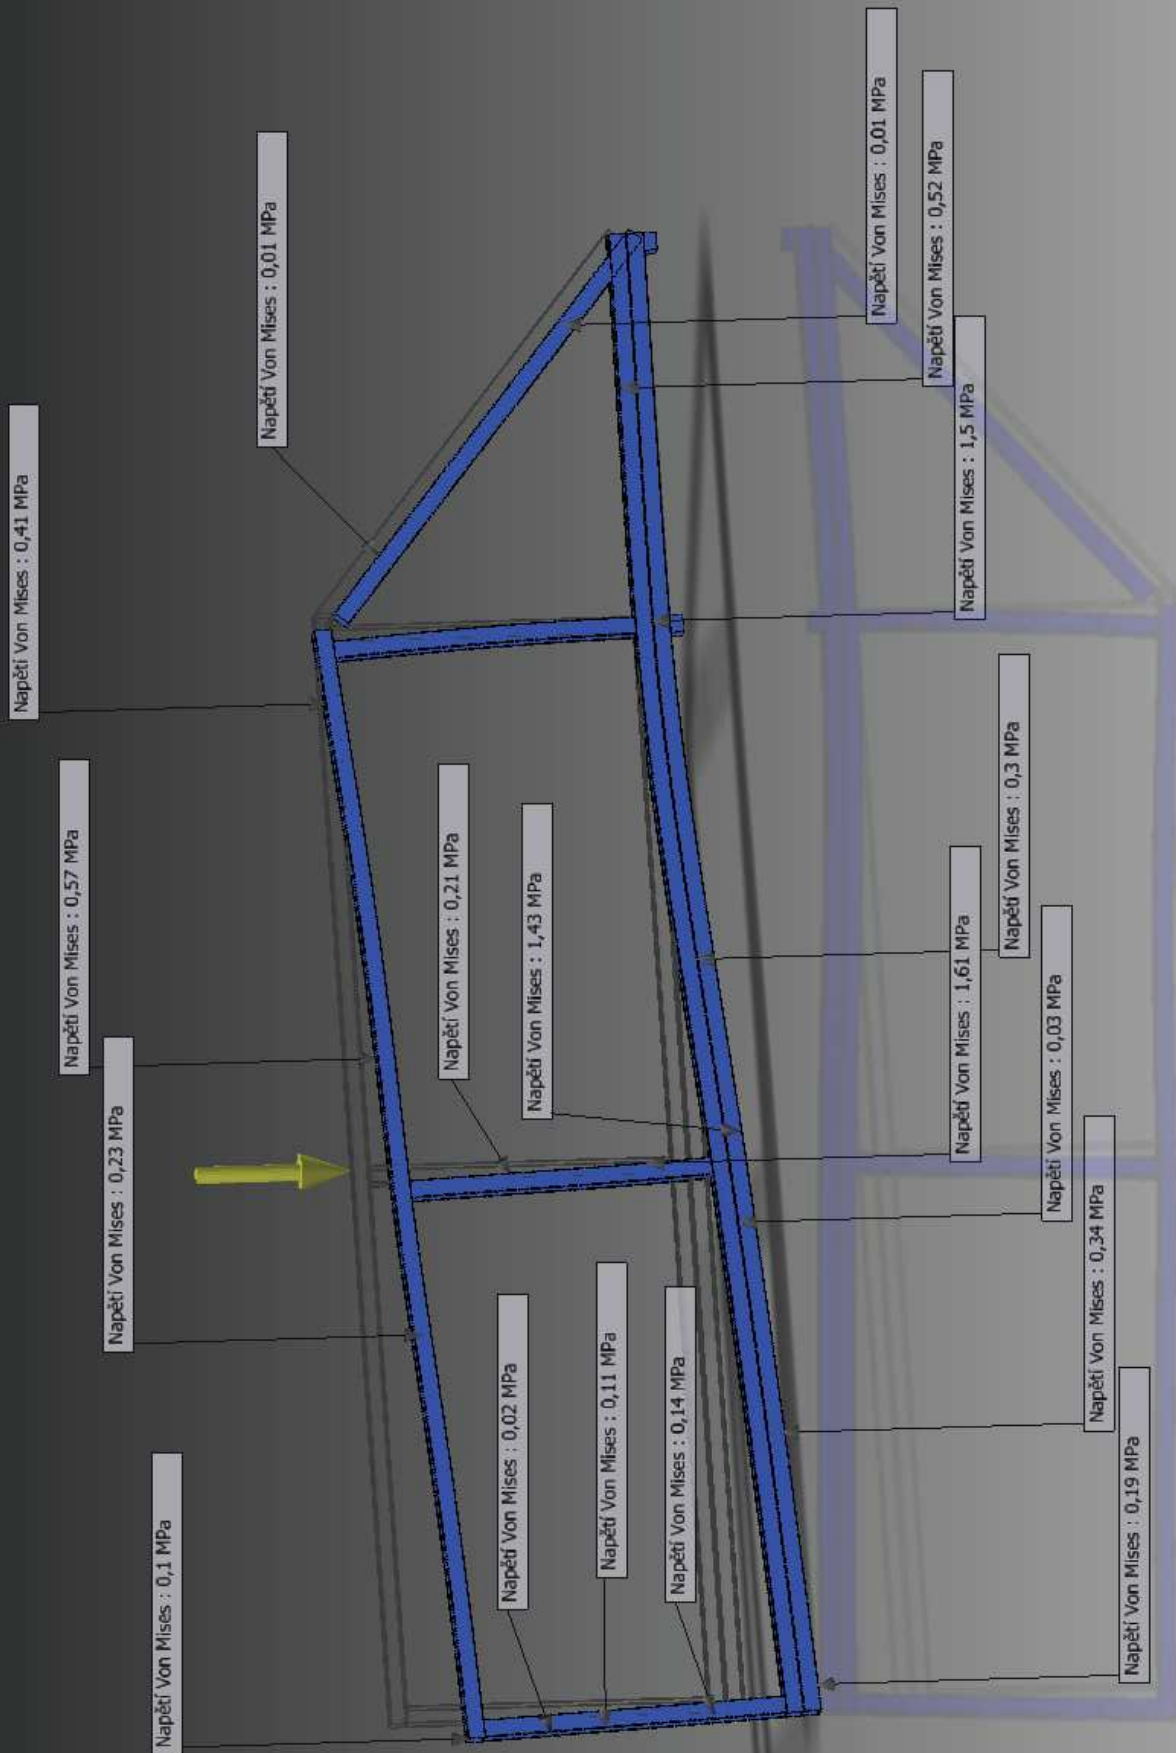 Napětí Von Mises : 0,41 MPa
Napětí Von Mises : 0,57 MPa
Napětí Von Mises : 0,23 MPa
Napětí Von Mises : 0,1 MPa
Napětí Von Mises : 0,01 MPa
Napětí Von Mises : 0,21 MPa
Napětí Von Mises : 1,43 MPa
Napětí Von Mises : 0,02 MPa
Napětí Von Mises : 0,11 MPa
Napětí Von Mises : 0,14 MPa
Napětí Von Mises : 0,01 MPa
Napětí Von Mises : 0,52 MPa
Napětí Von Mises : 1,5 MPa
Napětí Von Mises : 0,3 MPa
Napětí Von Mises : 1,61 MPa
Napětí Von Mises : 0,03 MPa
Napětí Von Mises : 0,34 MPa
Napětí Von Mises : 0,19 MPa